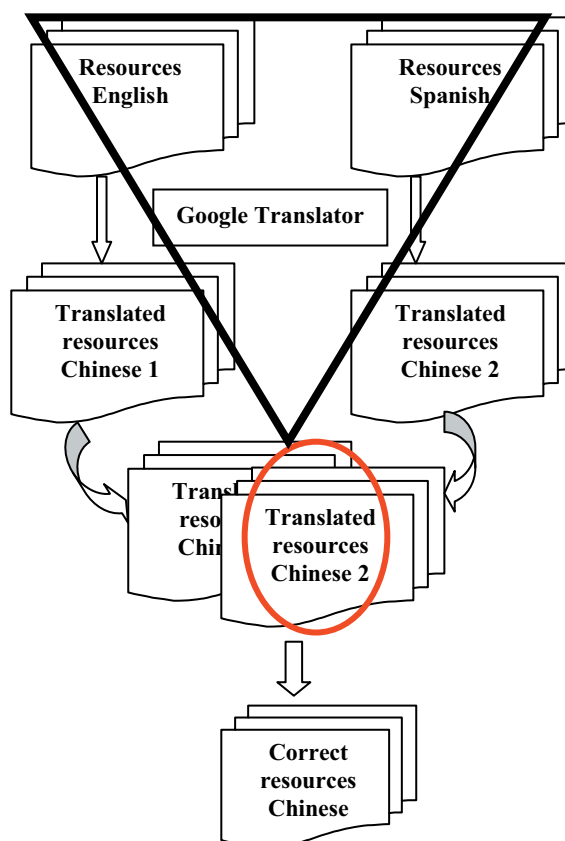 Resources
English
Resources
Spanish
Google Translator
Translated
resources
Chinese 1
Translated
resources
Chinese 2
Translated
resources
Chinese 2
Correct
resources
Chinese